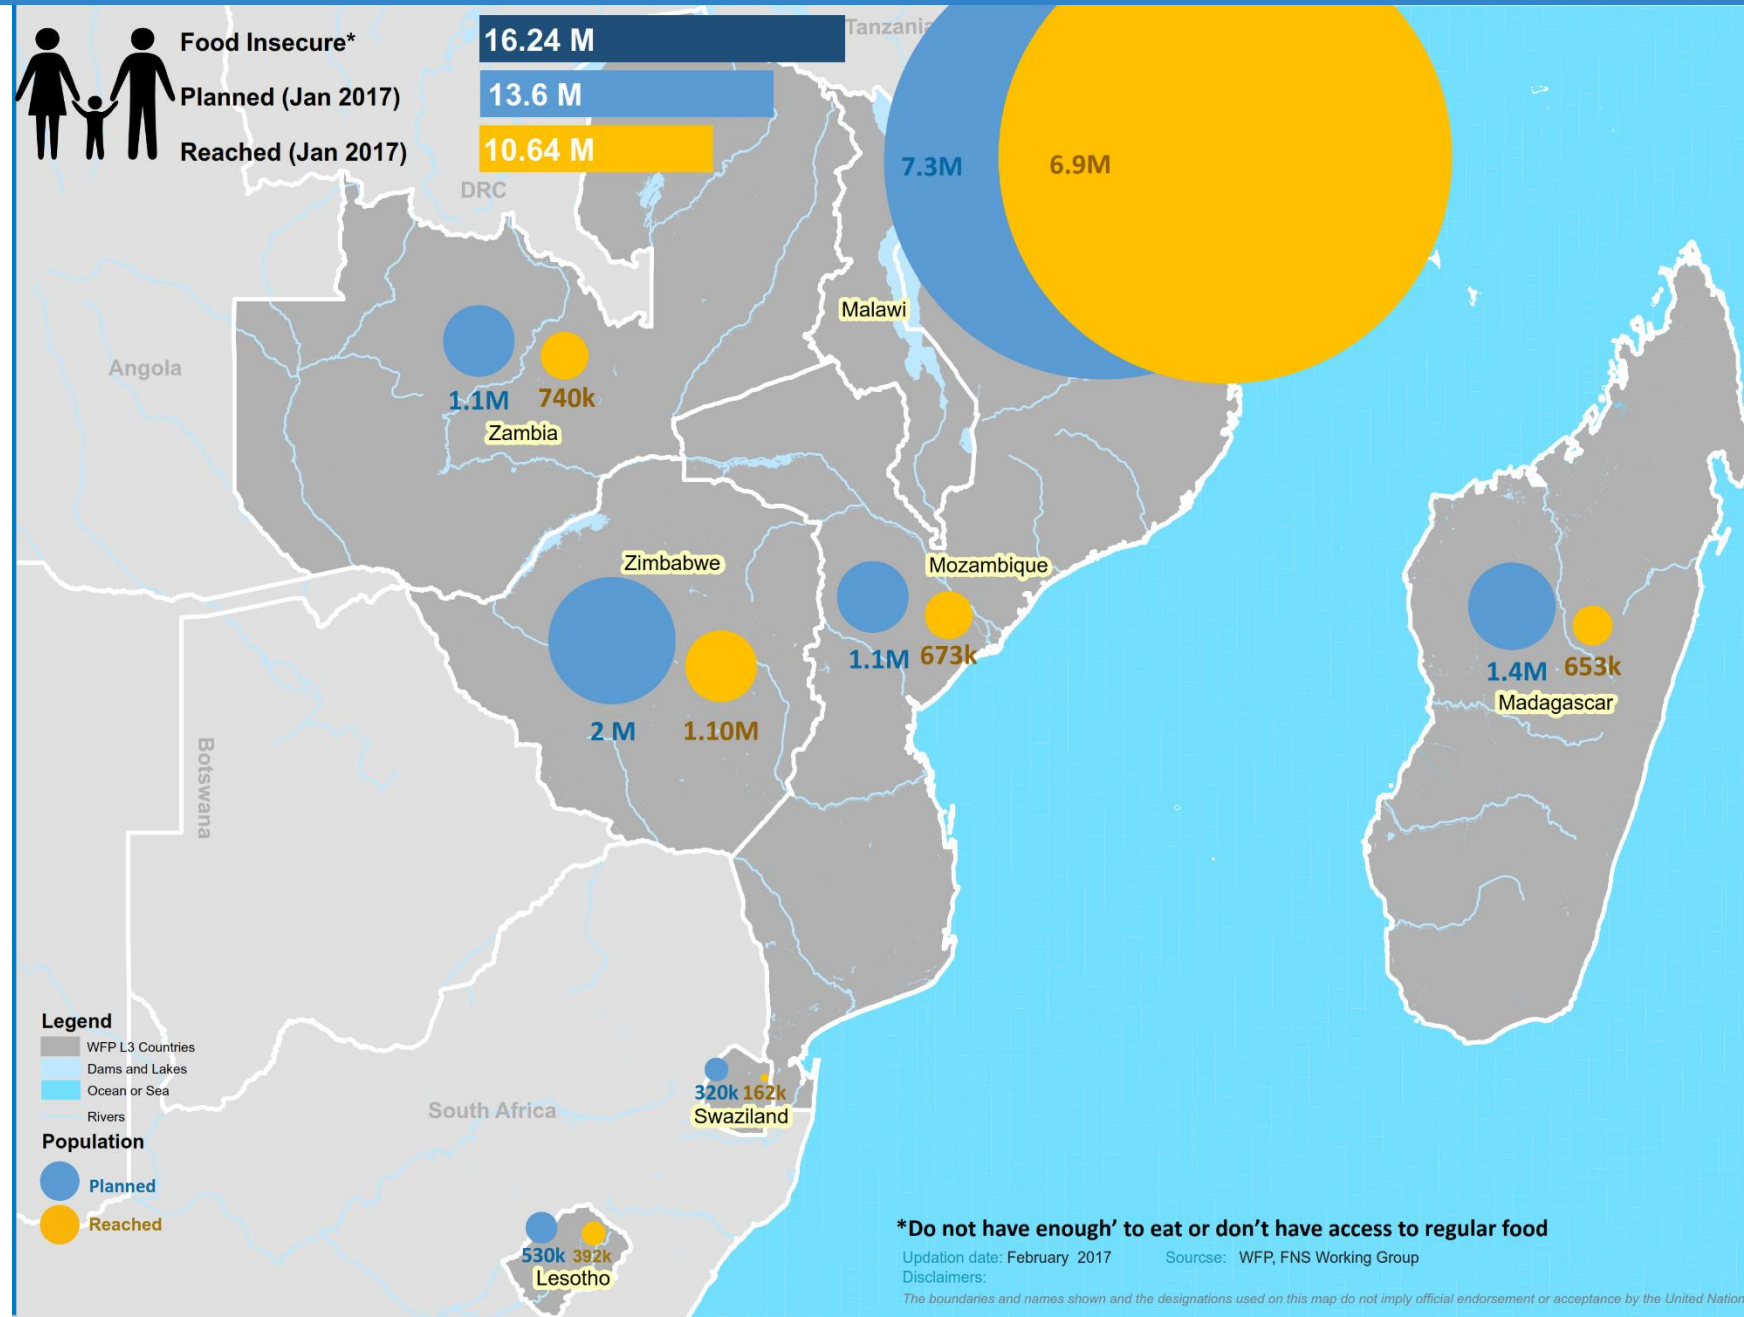 Food Insecure*
16.24 M
Planned (Jan 2017)
13.6 M
Reached (Jan 2017)
10.64 M
Tanzania
DRC
7.3M
6.9M
Malawi
Angola
1.1M
740k
Zambia
Zimbabwe
Mozambique
1.1M
673k
2 M
1.10M
1.4M
653k
Madagascar
Botswana
Legend
WFP L3 Countries
Dams and Lakes
Ocean or Sea
Rivers
Population
Planned
Reached
South Africa
320k
162k
Swaziland
530k
392k
Lesotho
*Do not have enough’ to eat or don’t have access to regular food
Updation date: February 2017 Soursce: WFP, FNS Working Group
Disclaimers:
The boundaries and names shown and the designations used on this map do not imply official endorsement or acceptance by the United Nation